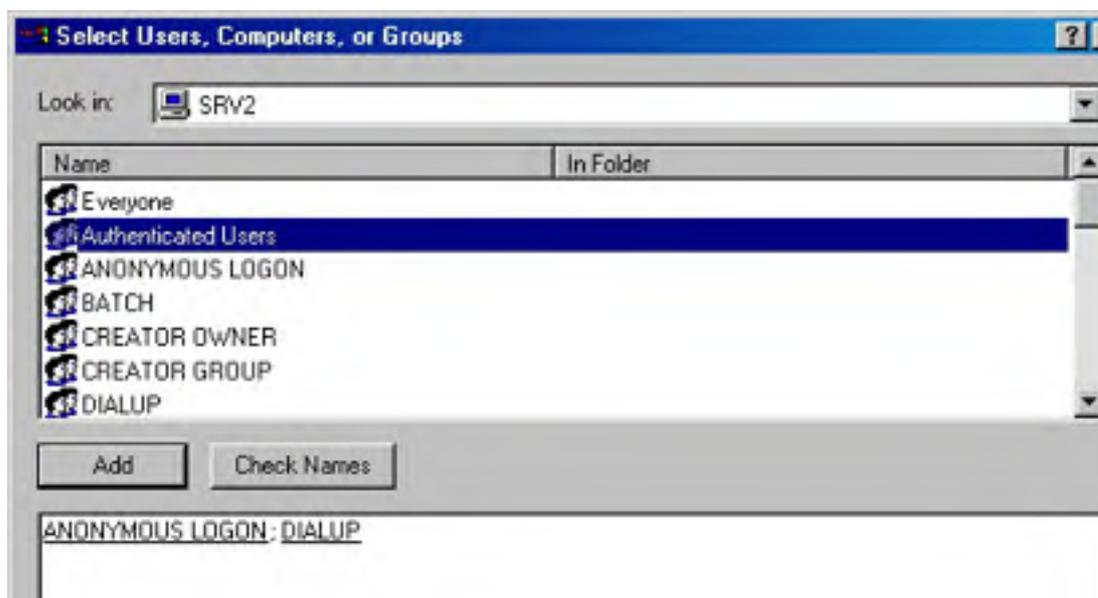 Select Users, Computers, or Groups ?
Look in: SRV2
Name In Folder
Everyone
Authenticated Users
ANONYMOUS LOGON
BATCH
CREATOR OWNER
CREATOR GROUP
DIALUP
Add Check Names
ANONYMOUS LOGON; DIALUP